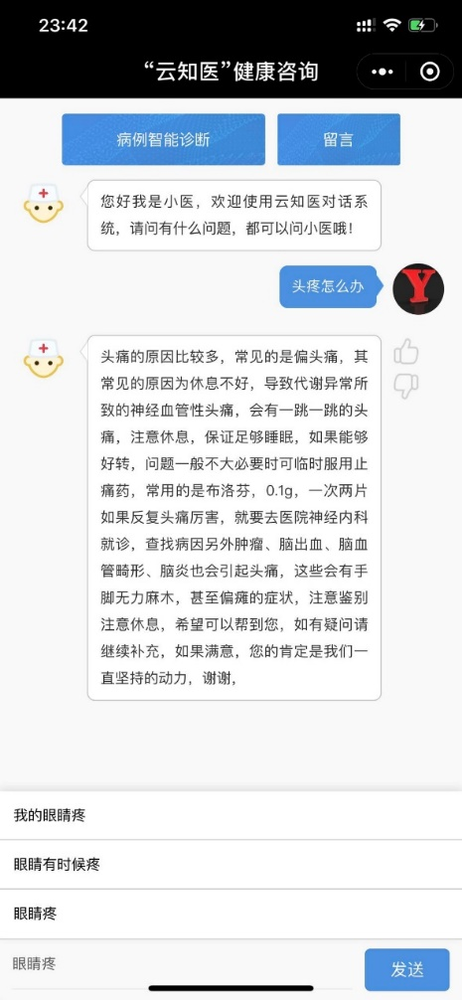 23:42
“云知医”健康咨询
病例智能诊断
留言
您好我是小医，欢迎使用云知医对话系
统，请问有什么问题，都可以问小医哦！
头疼怎么办
Y
头痛的原因比较多，常见的是偏头痛，其
常见的原因为休息不好，导致代谢异常所
致的神经血管性头痛，会有一跳一跳的头
痛，注意休息，保证足够睡眠，如果能够
好转，问题一般不大必要时可临时服用止
痛药，常用的是布洛芬，0.1g，一次两片
如果反复头痛厉害，就要去医院神经内科
就诊，查找病因另外肿瘤、脑出血、脑血
管畸形、脑炎也会引起头痛，这些会有手
脚无力麻木，甚至偏瘫的症状，注意鉴别
注意休息，希望可以帮到您，如有疑问请
继续补充，如果满意，您的肯定是我们一
直坚持的动力，谢谢，
我的眼睛疼
眼睛有时候疼
眼睛疼
眼睛疼
发送